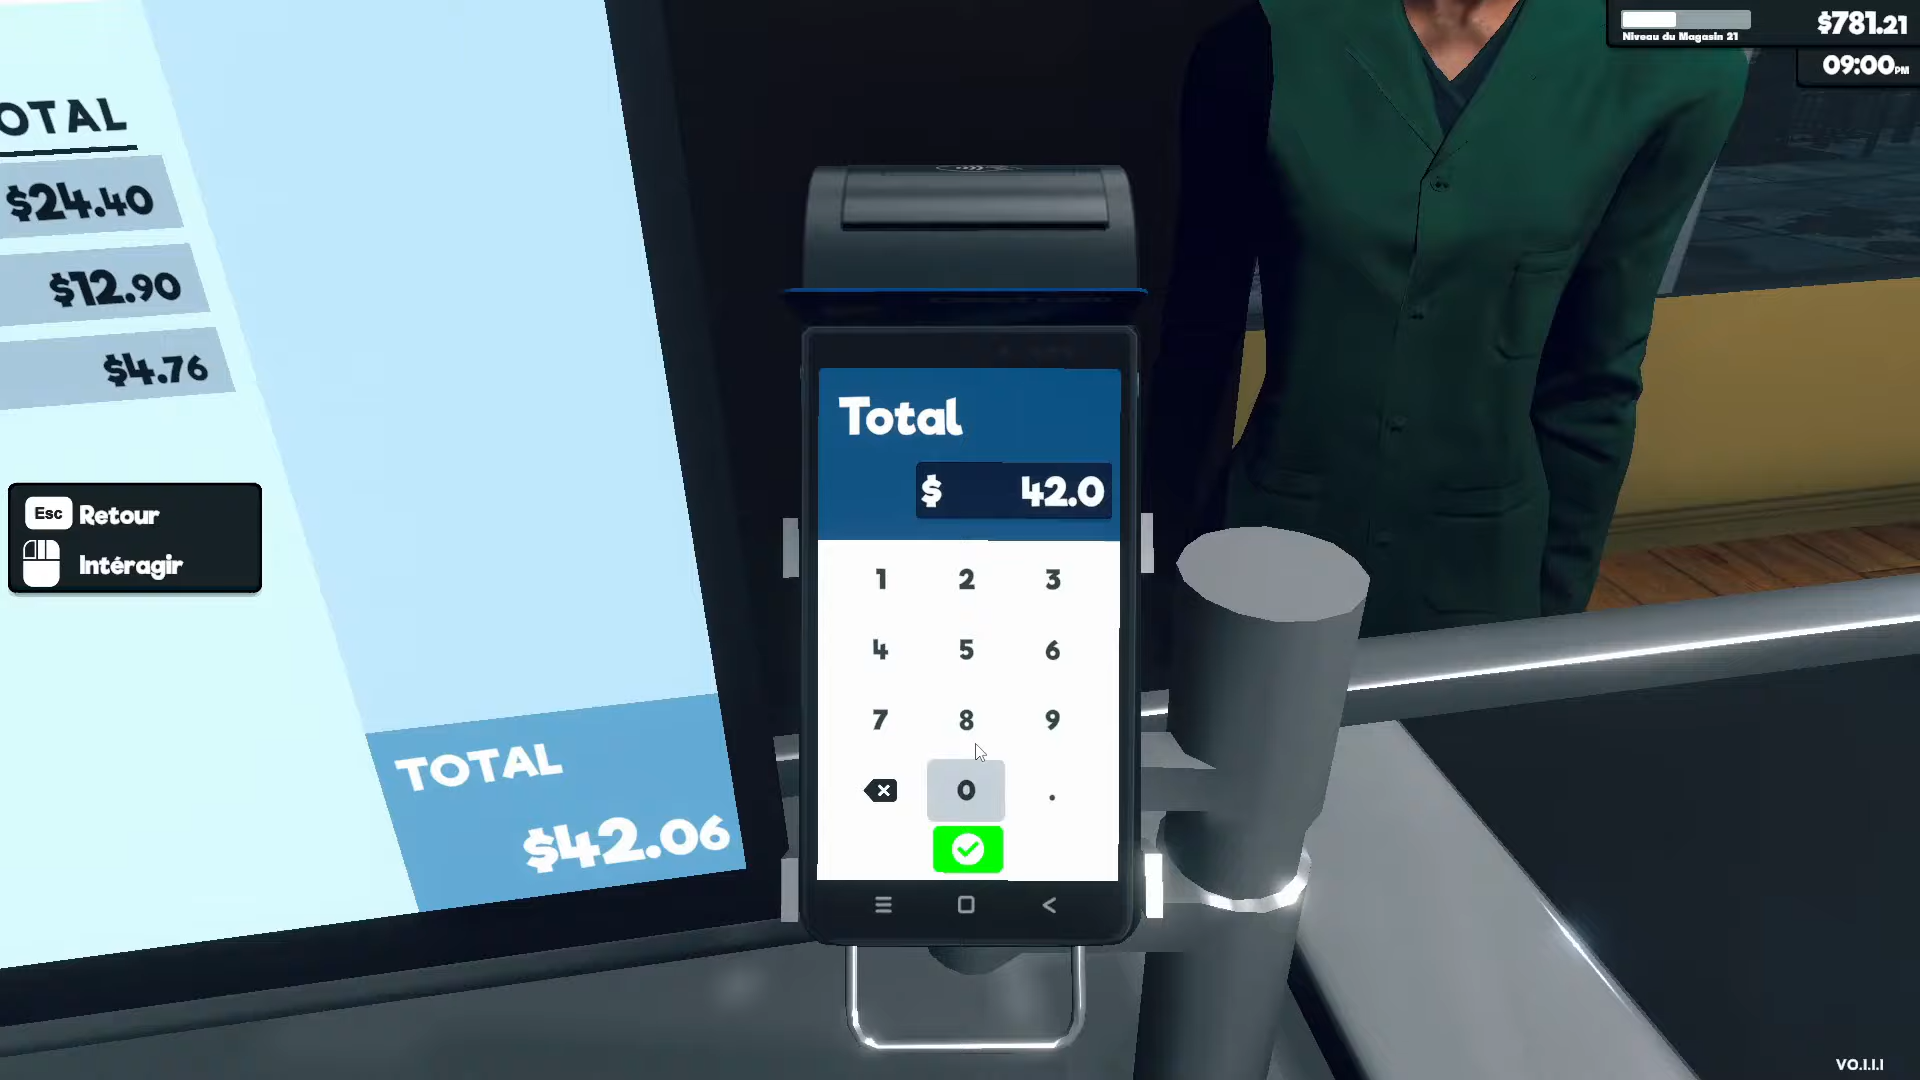 OTAL
$24.40
$12.90
$4.76
Esc Retour
Intéragir
TOTAL
$42.06
Total
$ 42.0
1 2 3
4 5 6
7 8 9
0 .
Niveau du Magasin 21
$781.21
09:00PM
V0.1.1.1